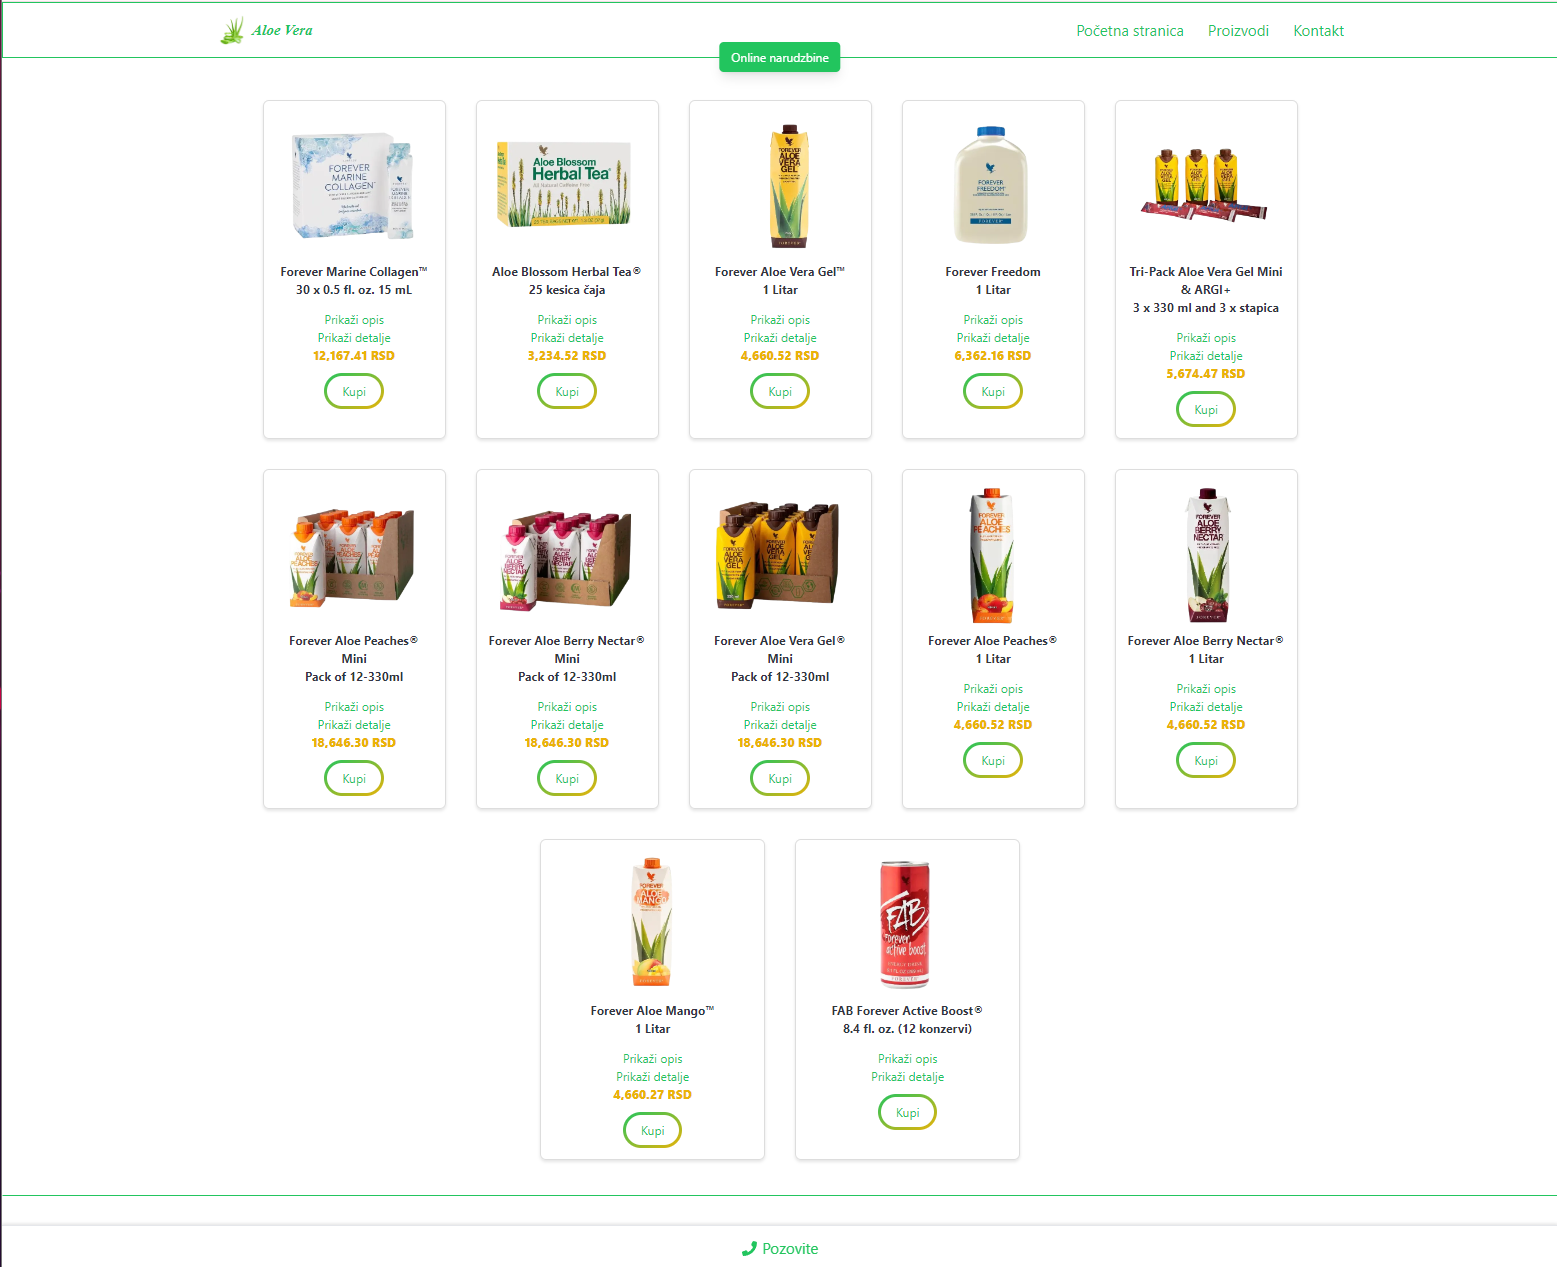 Aloe Vera
Početna stranica Proizvodi Kontakt
Online narudzbine
FOREVER MARINE COLLAGEN
Aloe Blossom
Herbal Tea®
FOREVER ALOE VERA GEL
FOREVER FREEDOM
Forever Marine Collagen™
30 x 0.5 fl. oz. 15 mL
Prikaži opis
Prikaži detalje
12,167.41 RSD
Kupi
Aloe Blossom Herbal Tea®
25 kesica čaja
Prikaži opis
Prikaži detalje
3,234.52 RSD
Kupi
Forever Aloe Vera Gel™
1 Litar
Prikaži opis
Prikaži detalje
4,660.52 RSD
Kupi
Forever Freedom
1 Litar
Prikaži opis
Prikaži detalje
6,362.16 RSD
Kupi
Tri-Pack Aloe Vera Gel Mini
& ARGI+
3 x 330 ml and 3 x stapica
Prikaži opis
Prikaži detalje
5,674.47 RSD
Kupi
Forever Aloe Peaches®
Mini
Pack of 12-330ml
Prikaži opis
Prikaži detalje
18,646.30 RSD
Kupi
Forever Aloe Berry Nectar®
Mini
Pack of 12-330ml
Prikaži opis
Prikaži detalje
18,646.30 RSD
Kupi
Forever Aloe Vera Gel®
Mini
Pack of 12-330ml
Prikaži opis
Prikaži detalje
18,646.30 RSD
Kupi
FOREVER ALOE PEACHES
Forever Aloe Peaches®
1 Litar
Prikaži opis
Prikaži detalje
4,660.52 RSD
Kupi
FOREVER ALOE BERRY NECTAR
Forever Aloe Berry Nectar®
1 Litar
Prikaži opis
Prikaži detalje
4,660.52 RSD
Kupi
FOREVER ALOE MANGO
Forever Aloe Mango™
1 Litar
Prikaži opis
Prikaži detalje
4,660.27 RSD
Kupi
FAB
Forever
active boost
FAB Forever Active Boost®
8.4 fl. oz. (12 konzervi)
Prikaži opis
Prikaži detalje
Kupi
Pozovite